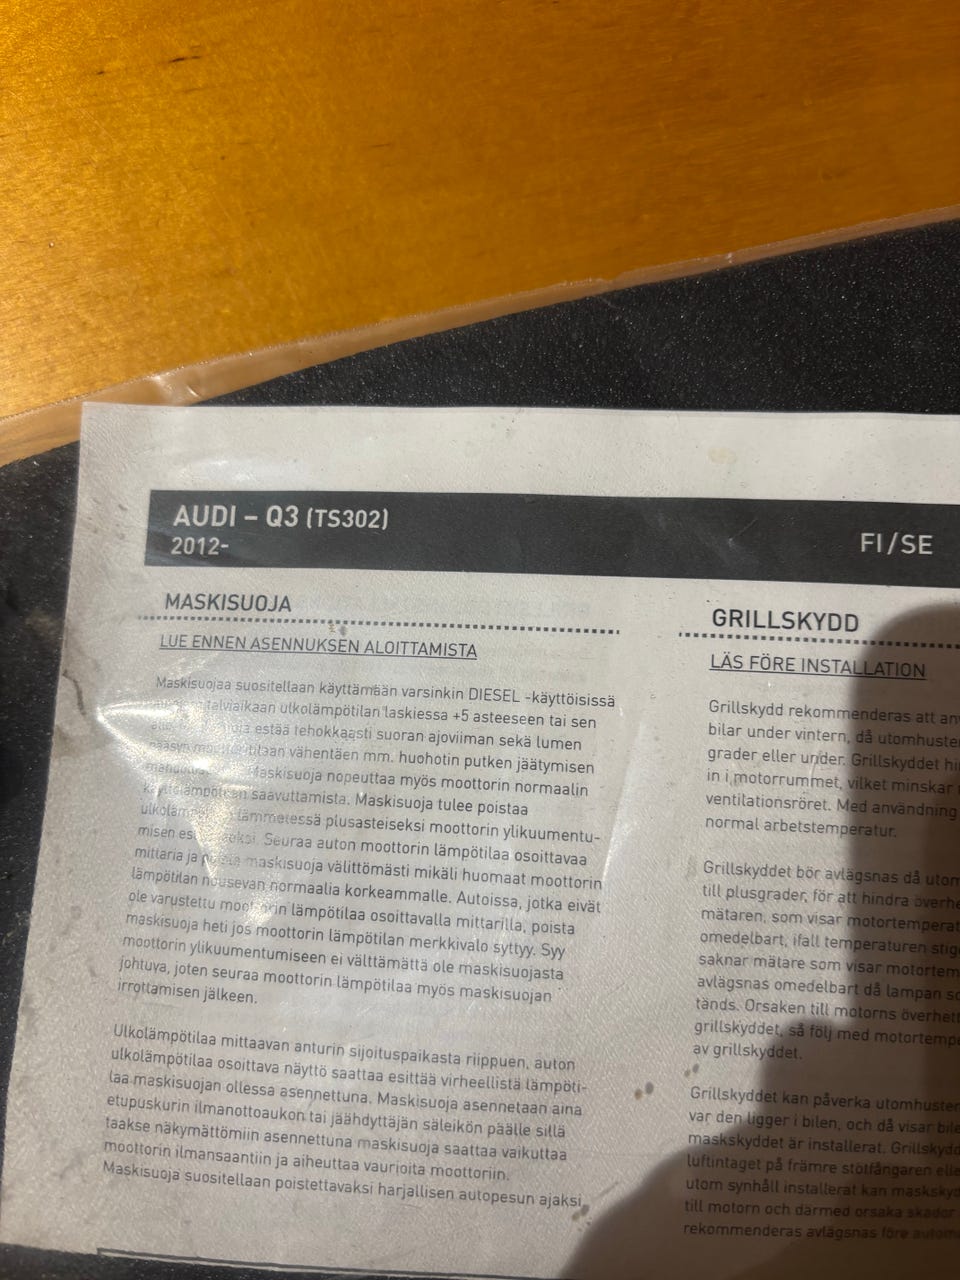 AUDI – Q3 (TS302)
2012-
FI/SE
MASKISUOJA
LUE ENNEN ASENNUKSEN ALOITTAMISTA
Maskisuojaa suositellaan käyttämään varsinkin DIESEL -käyttöisissä
talviaikaan ulkolämpötilan laskiessa +5 asteeseen tai sen
estää tehokkaasti suoran ajoviiman sekä lumen
pääsyn moottoritilaan vähentäen mm. huohotin putken jäätymisen
Maskisuoja nopeuttaa myös moottorin normaalin
käyttölämpötilan saavuttamista. Maskisuoja tulee poistaa
lämmetessä plusasteiseksi moottorin ylikuumentu-
misen Seuraa auton moottorin lämpötilaa osoittavaa
mittaria ja poista maskisuoja välittömästi mikäli huomaat moottorin
lämpötilan nousevan normaalia korkeammalle. Autoissa, jotka eivät
ole varustettu moottorin lämpötilaa osoittavalla mittarilla, poista
maskisuoja heti jos moottorin lämpötilan merkkivalo syttyy. Syy
moottorin ylikuumentumiseen ei välttämättä ole maskisuojasta
johtuva, joten seuraa moottorin lämpötilaa myös maskisuojan
irrottamisen jälkeen.
Ulkolämpötilaa mittaavan anturin sijoituspaikasta riippuen, auton
ulkolämpötilaa osoittava näyttö saattaa esittää virheellistä lämpöti-
laa maskisuojan ollessa asennettuna. Maskisuoja asennetaan aina
etupuskurin ilmanottoaukon tai jäähdyttäjän säleikön päälle sillä
taakse näkymättömiin asennettuna maskisuoja saattaa vaikuttaa
moottorin ilmansaantiin ja aiheuttaa vaurioita moottoriin.
Maskisuoja suositellaan poistettavaksi harjallisen autopesun ajaksi
GRILLSKYDD
LÄS FÖRE INSTALLATION
Grillskydd rekommenderas att
bilar under vintern, då
grader eller under. Grillskyddet
in i motorrummet, vilket minskar
ventilationsröret. Med användning
normal arbetstemperatur.
Grillskyddet bör avlägsnas då
till plusgrader, för att hindra
mätaren, som visar
omedelbart, ifall temperaturen
saknar mätare som visar
avlägsnas omedelbart då lampan
tänds. Orsaken till motorns
grillskyddet, så följ med
av grillskyddet.
Grillskyddet kan påverka
var den ligger i bilen, och då visar
maskskyddet är installerat.
luftintaget på främre stötfångaren
utom synhåll installerat kan
till motorn och därmed orsaka skador
rekommenderas avlägsnas före